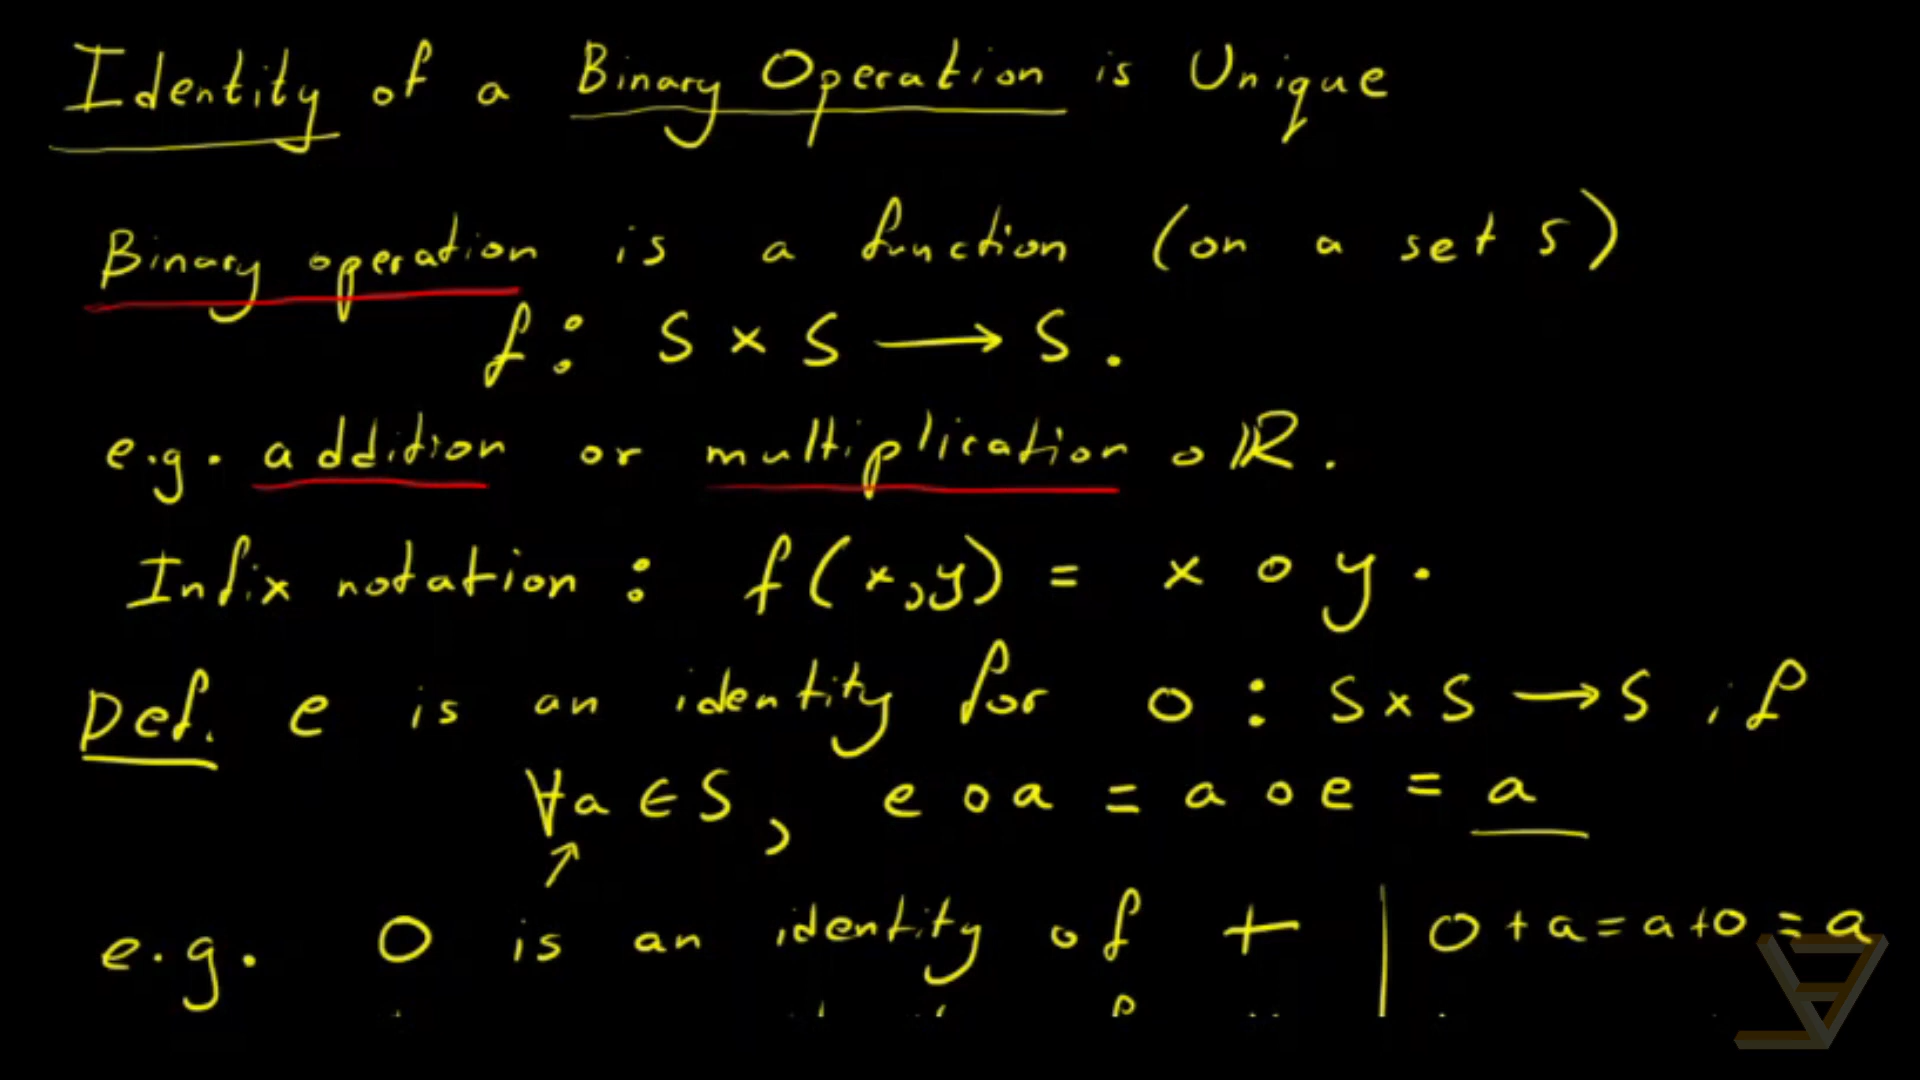 Identity of a Binary Operation is Unique
Binary operation is a function (on a set S)
f : S × S → S.
e.g. addition or multiplication o ℝ.
Infix notation : f(x,y) = x ∘ y.
Def. e is an identity for ∘ : S × S → S if
∀a ∈ S, e ∘ a = a ∘ e = a
e.g. 0 is an identity of + | 0 + a = a + 0 = a